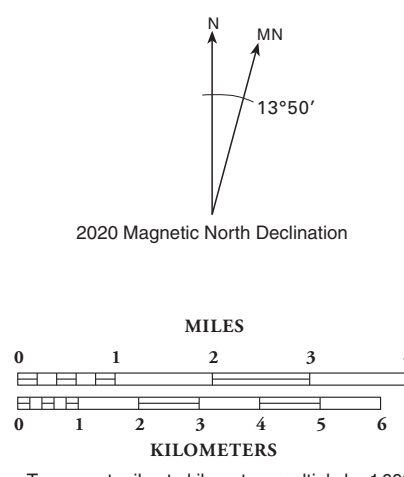 N
MN
13°50′
2020 Magnetic North Declination
MILES
0 1 2 3
0 1 2 3 4 5 6
KILOMETERS